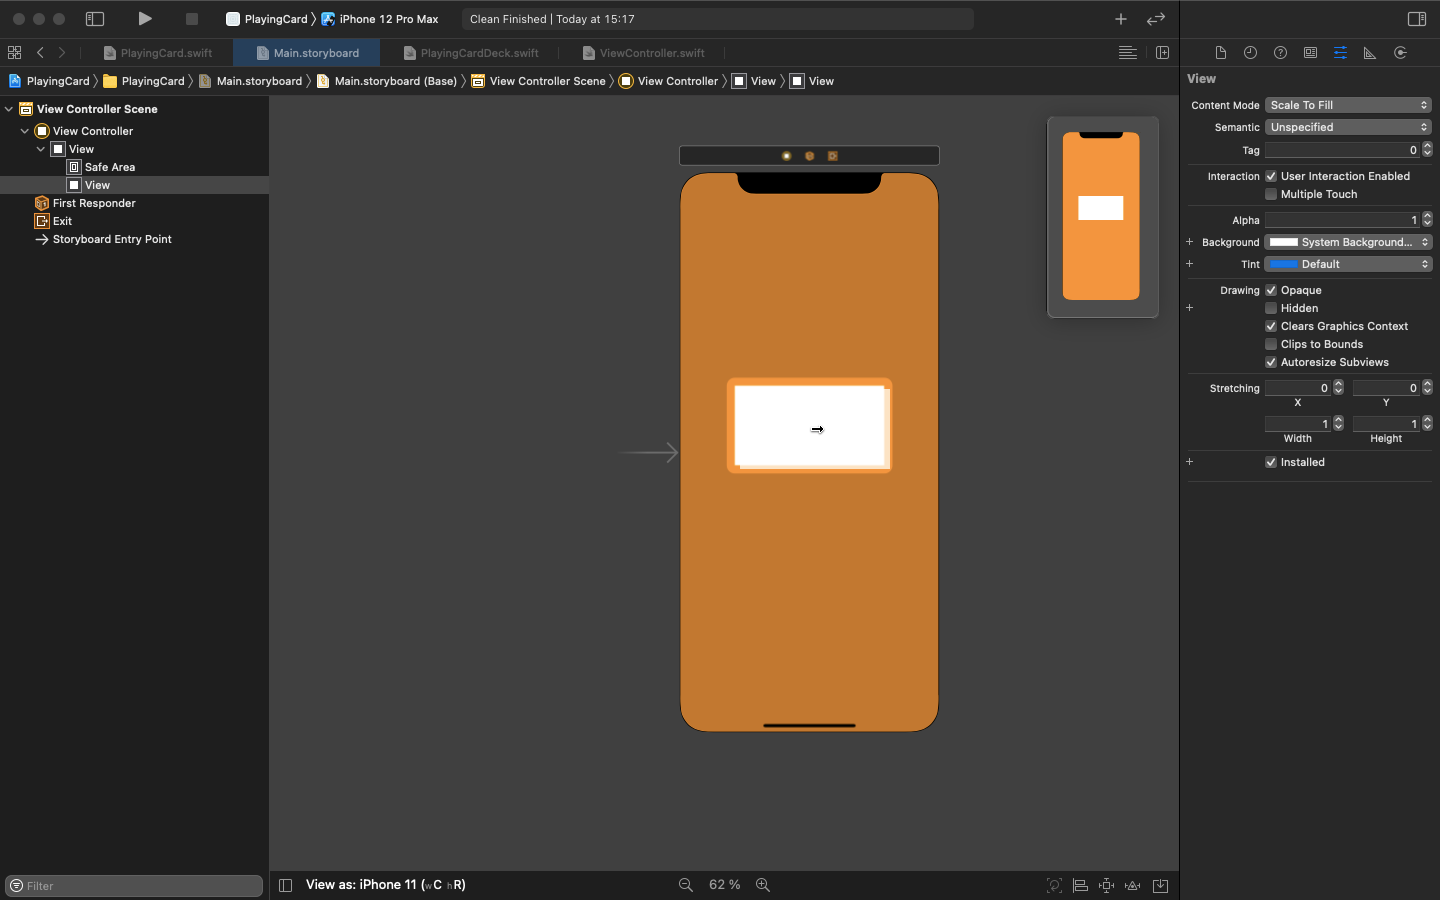 PlayingCard 〉 iPhone 12 Pro Max
Clean Finished | Today at 15:17
PlayingCard.swift
Main.storyboard
PlayingCardDeck.swift
ViewController.swift
PlayingCard 〉 PlayingCard 〉 Main.storyboard 〉 Main.storyboard (Base) 〉 View Controller Scene 〉 View Controller 〉 View 〉 View
View Controller Scene
View Controller
View
Safe Area
View
First Responder
Exit
Storyboard Entry Point
Filter
View as: iPhone 11 (wC hR)
62 %
View
Content Mode Scale To Fill
Semantic Unspecified
Tag 0
Interaction User Interaction Enabled
Multiple Touch
Alpha 1
+ Background System Background...
+ Tint Default
Drawing Opaque
+ Hidden
Clears Graphics Context
Clips to Bounds
Autoresize Subviews
Stretching 0 0
X Y
1 1
Width Height
+ Installed